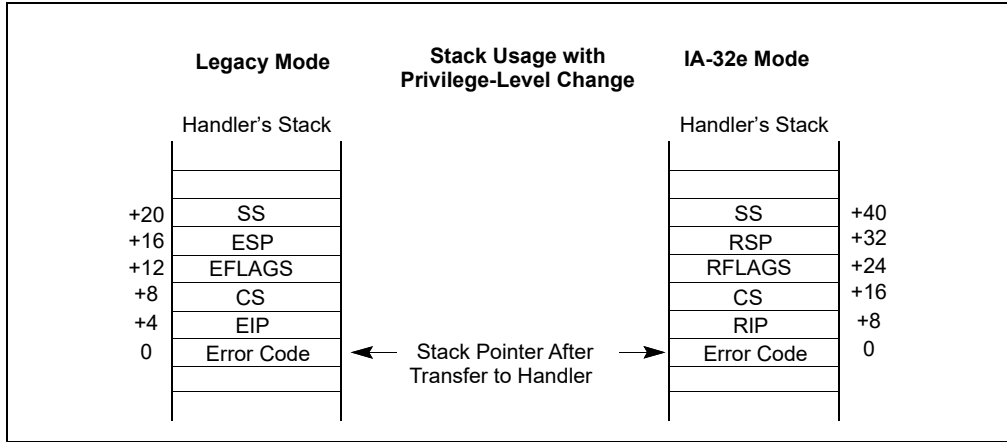 Legacy Mode
Stack Usage with
Privilege-Level Change
IA-32e Mode
Handler’s Stack
Handler’s Stack
+20 SS SS +40
+16 ESP RSP +32
+12 EFLAGS RFLAGS +24
+8 CS CS +16
+4 EIP RIP +8
0 Error Code Stack Pointer After Error Code 0
Transfer to Handler